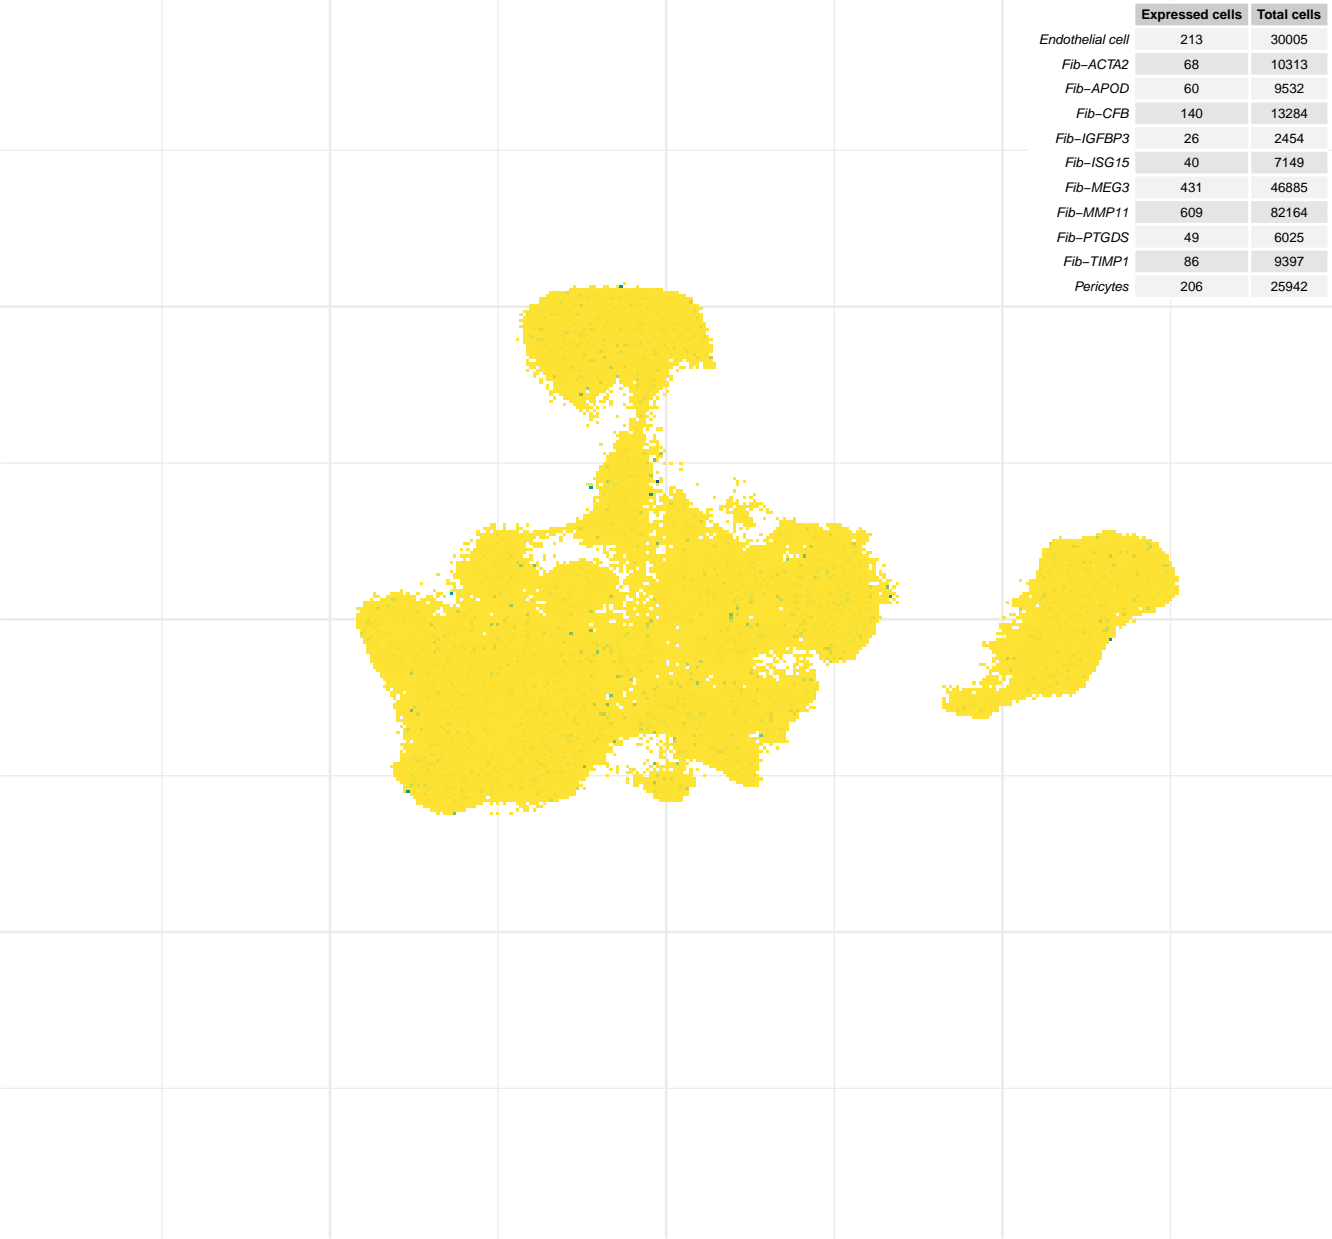 Expressed cells Total cells
Endothelial cell 213 30005
Fib−ACTA2 68 10313
Fib−APOD 60 9532
Fib−CFB 140 13284
Fib−IGFBP3 26 2454
Fib−ISG15 40 7149
Fib−MEG3 431 46885
Fib−MMP11 609 82164
Fib−PTGDS 49 6025
Fib−TIMP1 86 9397
Pericytes 206 25942